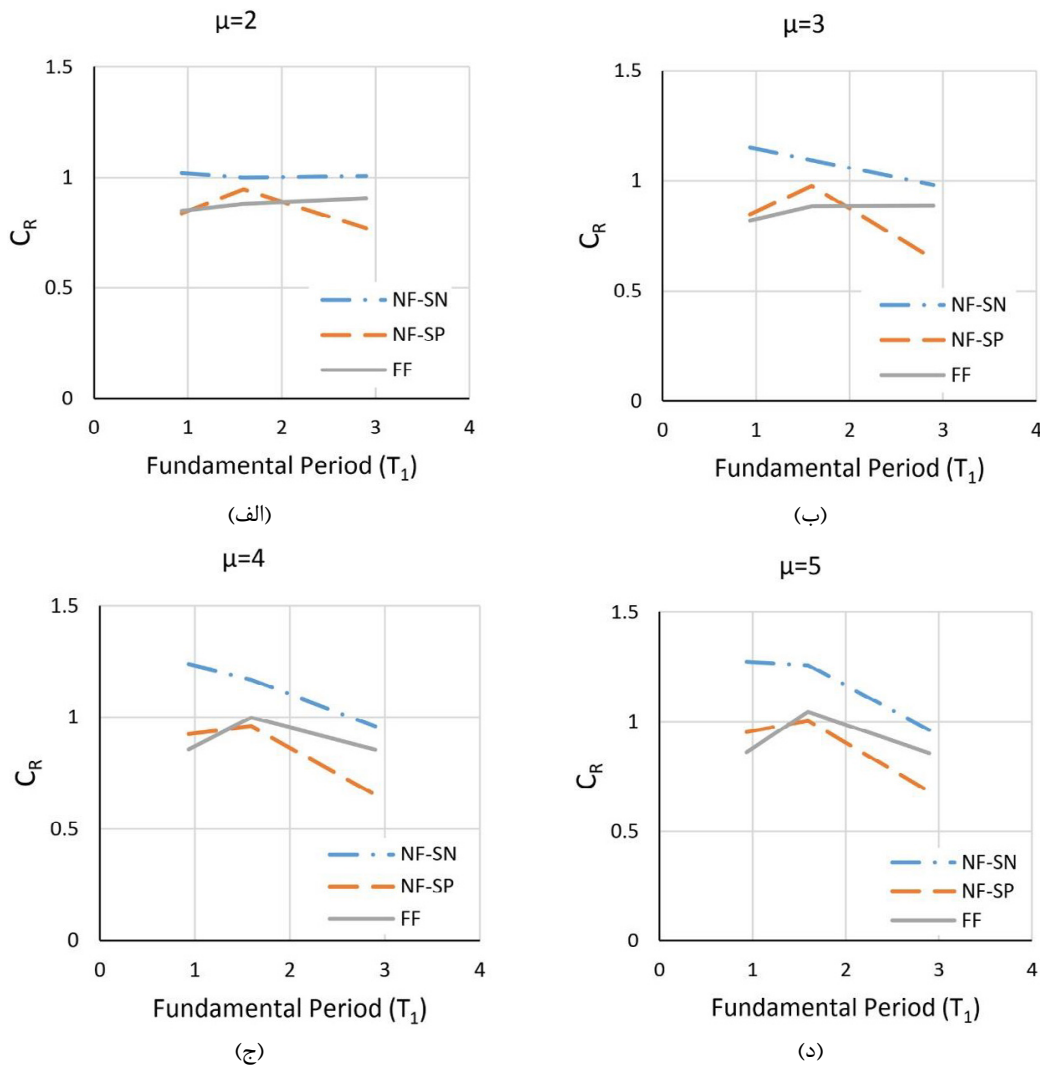 μ=2
1.5
1
0.5
0
C_R
NF-SN
NF-SP
FF
0 1 2 3 4
Fundamental Period (T₁)
(الف)
μ=3
1.5
1
0.5
0
C_R
NF-SN
NF-SP
FF
0 1 2 3 4
Fundamental Period (T₁)
(ب)
μ=4
1.5
1
0.5
0
C_R
NF-SN
NF-SP
FF
0 1 2 3 4
Fundamental Period (T₁)
(ج)
μ=5
1.5
1
0.5
0
C_R
NF-SN
NF-SP
FF
0 1 2 3 4
Fundamental Period (T₁)
(د)